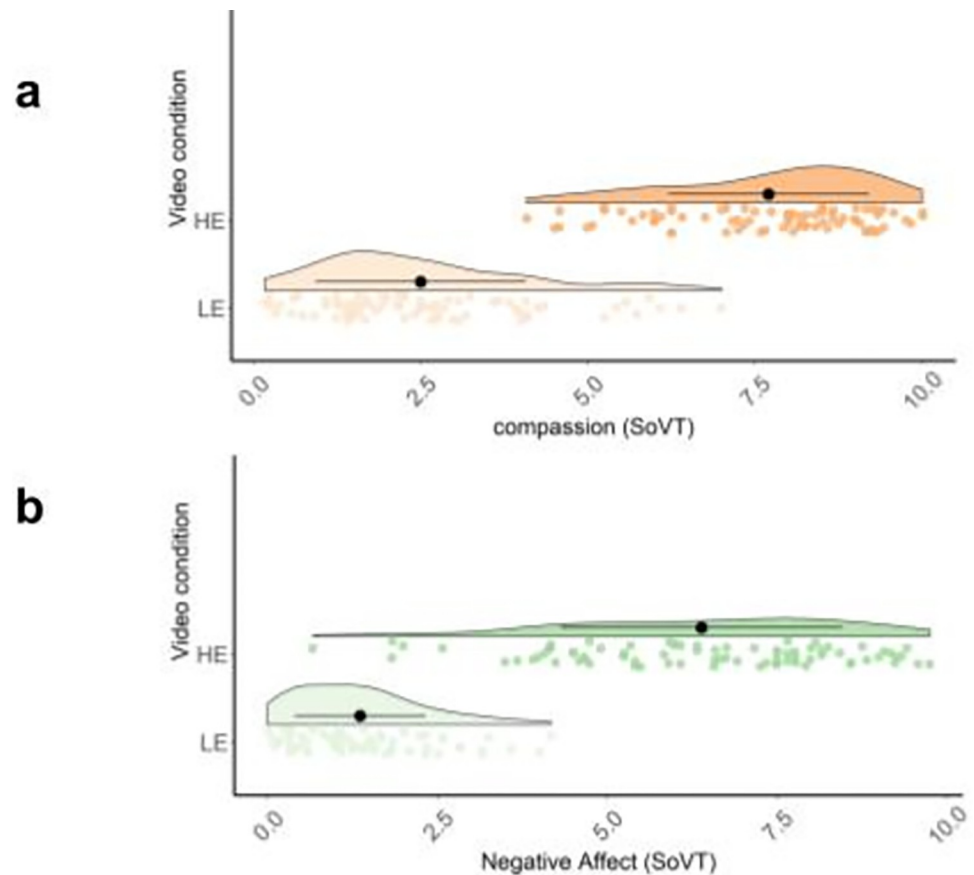 a
Video condition
HE
LE
0.0 2.5 5.0 7.5 10.0
compassion (SoVT)
b
Video condition
HE
LE
0.0 2.5 5.0 7.5 10.0
Negative Affect (SoVT)